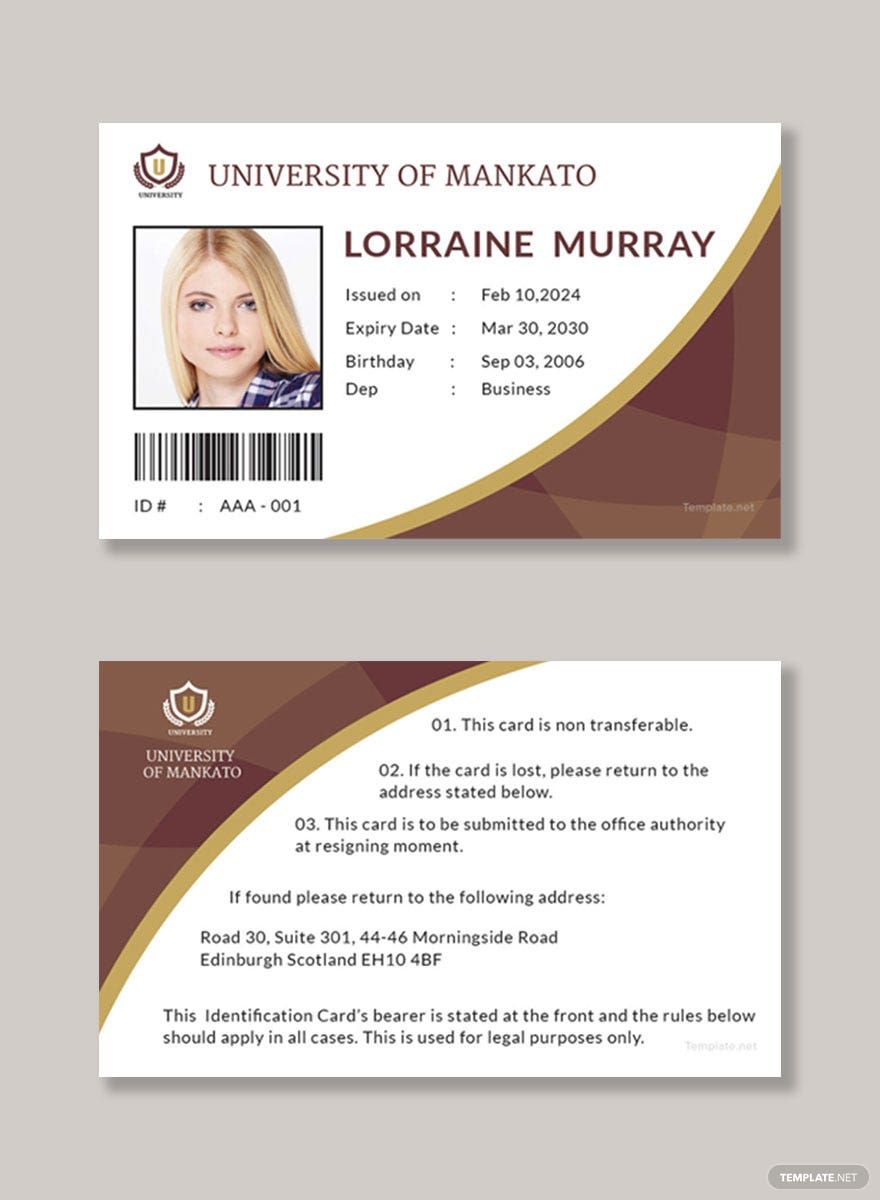 UNIVERSITY OF MANKATO
U
UNIVERSITY
LORRAINE MURRAY
Issued on : Feb 10,2024
Expiry Date : Mar 30, 2030
Birthday : Sep 03, 2006
Dep : Business
ID # : AAA - 001
Template.net
U
UNIVERSITY
UNIVERSITY
OF MANKATO
01. This card is non transferable.
02. If the card is lost, please return to the
address stated below.
03. This card is to be submitted to the office authority
at resigning moment.
If found please return to the following address:
Road 30, Suite 301, 44-46 Morningside Road
Edinburgh Scotland EH10 4BF
This Identification Card's bearer is stated at the front and the rules below
should apply in all cases. This is used for legal purposes only.
Template.net
TEMPLATE.NET